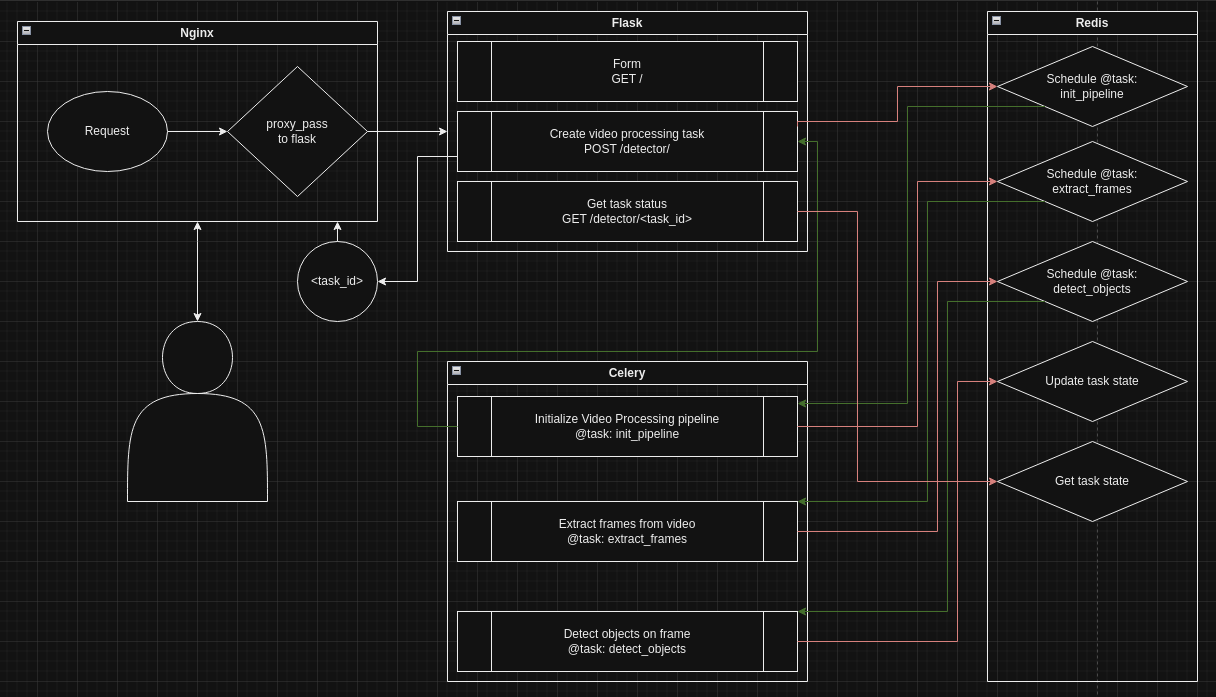 Nginx
Request
proxy_pass
to flask
<task_id>
Flask
Form
GET /
Create video processing task
POST /detector/
Get task status
GET /detector/<task_id>
Celery
Initialize Video Processing pipeline
@task: init_pipeline
Extract frames from video
@task: extract_frames
Detect objects on frame
@task: detect_objects
Redis
Schedule @task:
init_pipeline
Schedule @task:
extract_frames
Schedule @task:
detect_objects
Update task state
Get task state